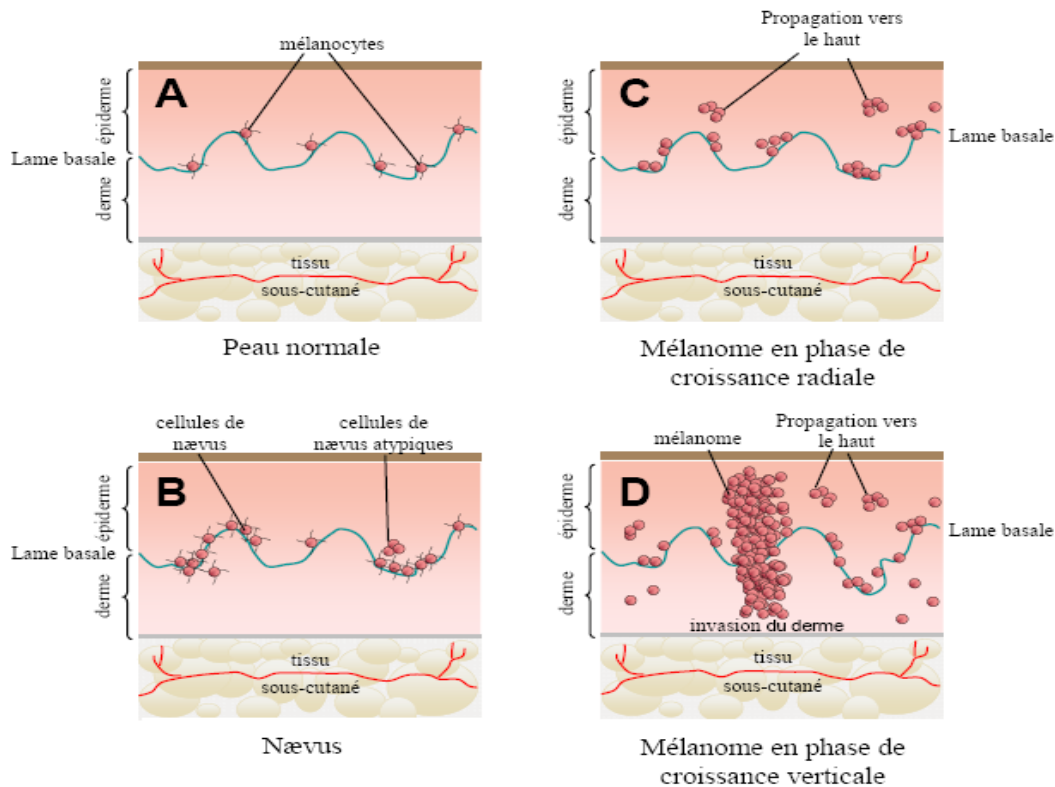 mélanocytes
A
épiderme
Lame basale
derme
tissu
sous-cutané
Peau normale
Propagation vers
le haut
C
épiderme
Lame basale
derme
tissu
sous-cutané
Mélanome en phase de
croissance radiale
cellules de
nævus
cellules de
nævus atypiques
B
épiderme
Lame basale
derme
tissu
sous-cutané
Nævus
mélanome
Propagation vers
le haut
D
épiderme
Lame basale
derme
invasion du derme
tissu
sous-cutané
Mélanome en phase de
croissance verticale